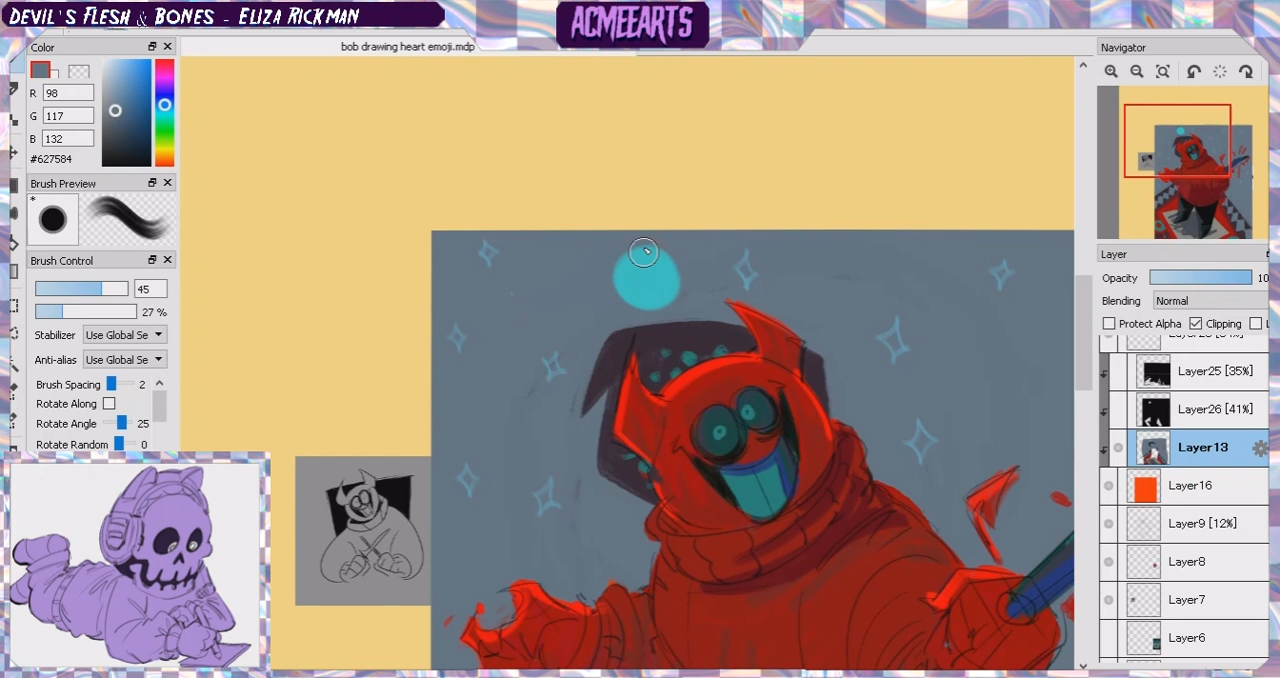 DEVIL'S FLESH & BONES - ELIZA RICKMAN
ACMEEARTS
Color
bob drawing heart emoji.mdp
Navigator
R 98
G 117
B 132
#627584
Brush Preview
*
Brush Control
45
27 %
Stabilizer Use Global Se
Anti-alias Use Global Se
Brush Spacing 2
Rotate Along
Rotate Angle 25
Rotate Random 0
Layer
Opacity 10
Blending Normal
Protect Alpha Clipping L
Layer25 [35%]
Layer26 [41%]
Layer13
Layer16
Layer9 [12%]
Layer8
Layer7
Layer6